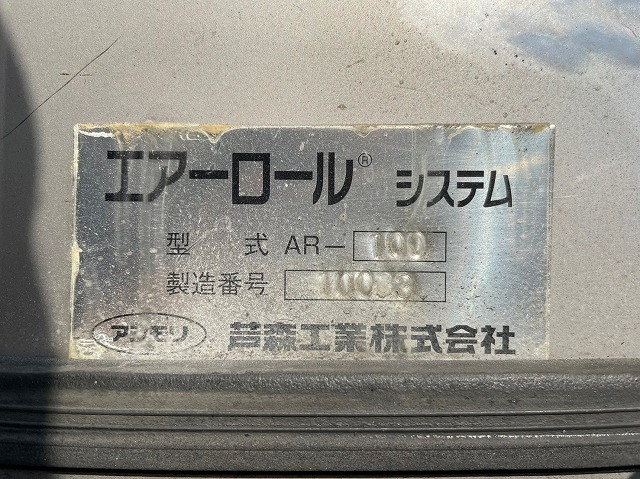 エアーロール® システム
型 式 AR－100
製造番号
アシモリ 芦森工業株式会社